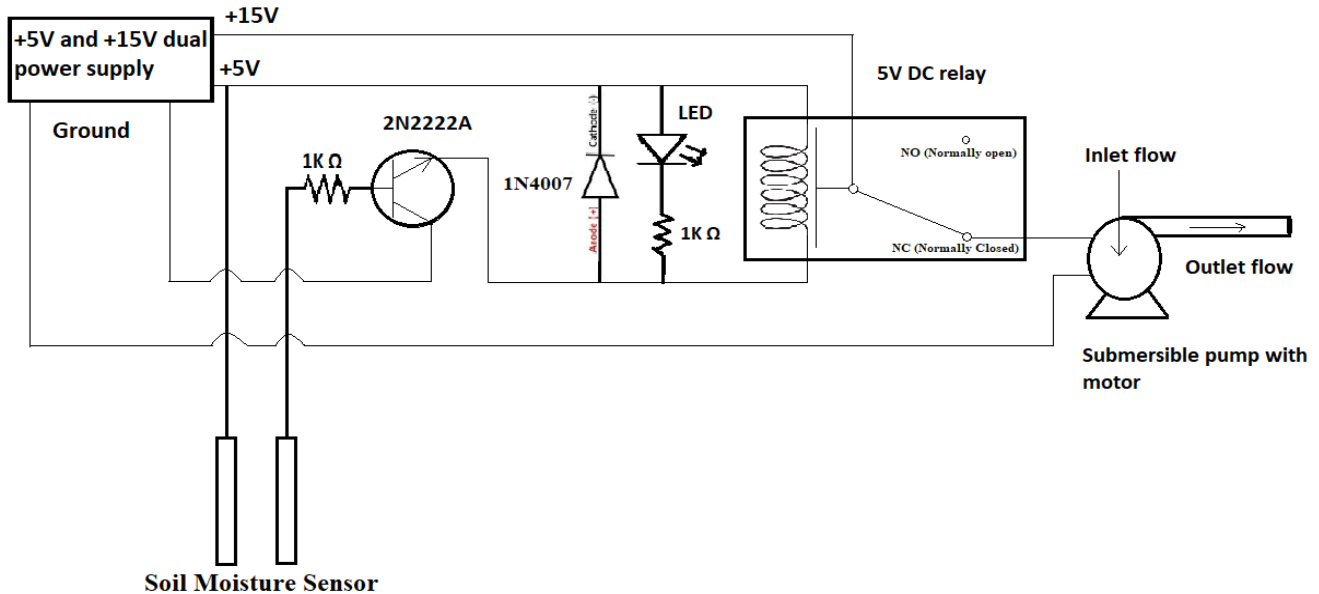 +15V
+5V and +15V dual
power supply
+5V
5V DC relay
Ground
2N2222A
LED
Cathode (-)
1K Ω
NO (Normally open)
Inlet flow
1N4007
Anode (+)
1K Ω
NC (Normally Closed)
Outlet flow
Submersible pump with
motor
Soil Moisture Sensor